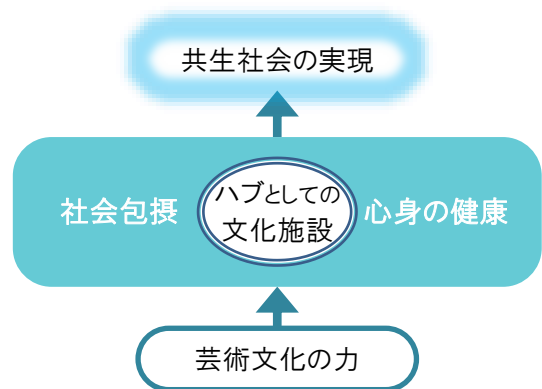 共生社会の実現
社会包摂
ハブとしての
文化施設
心身の健康
芸術文化の力